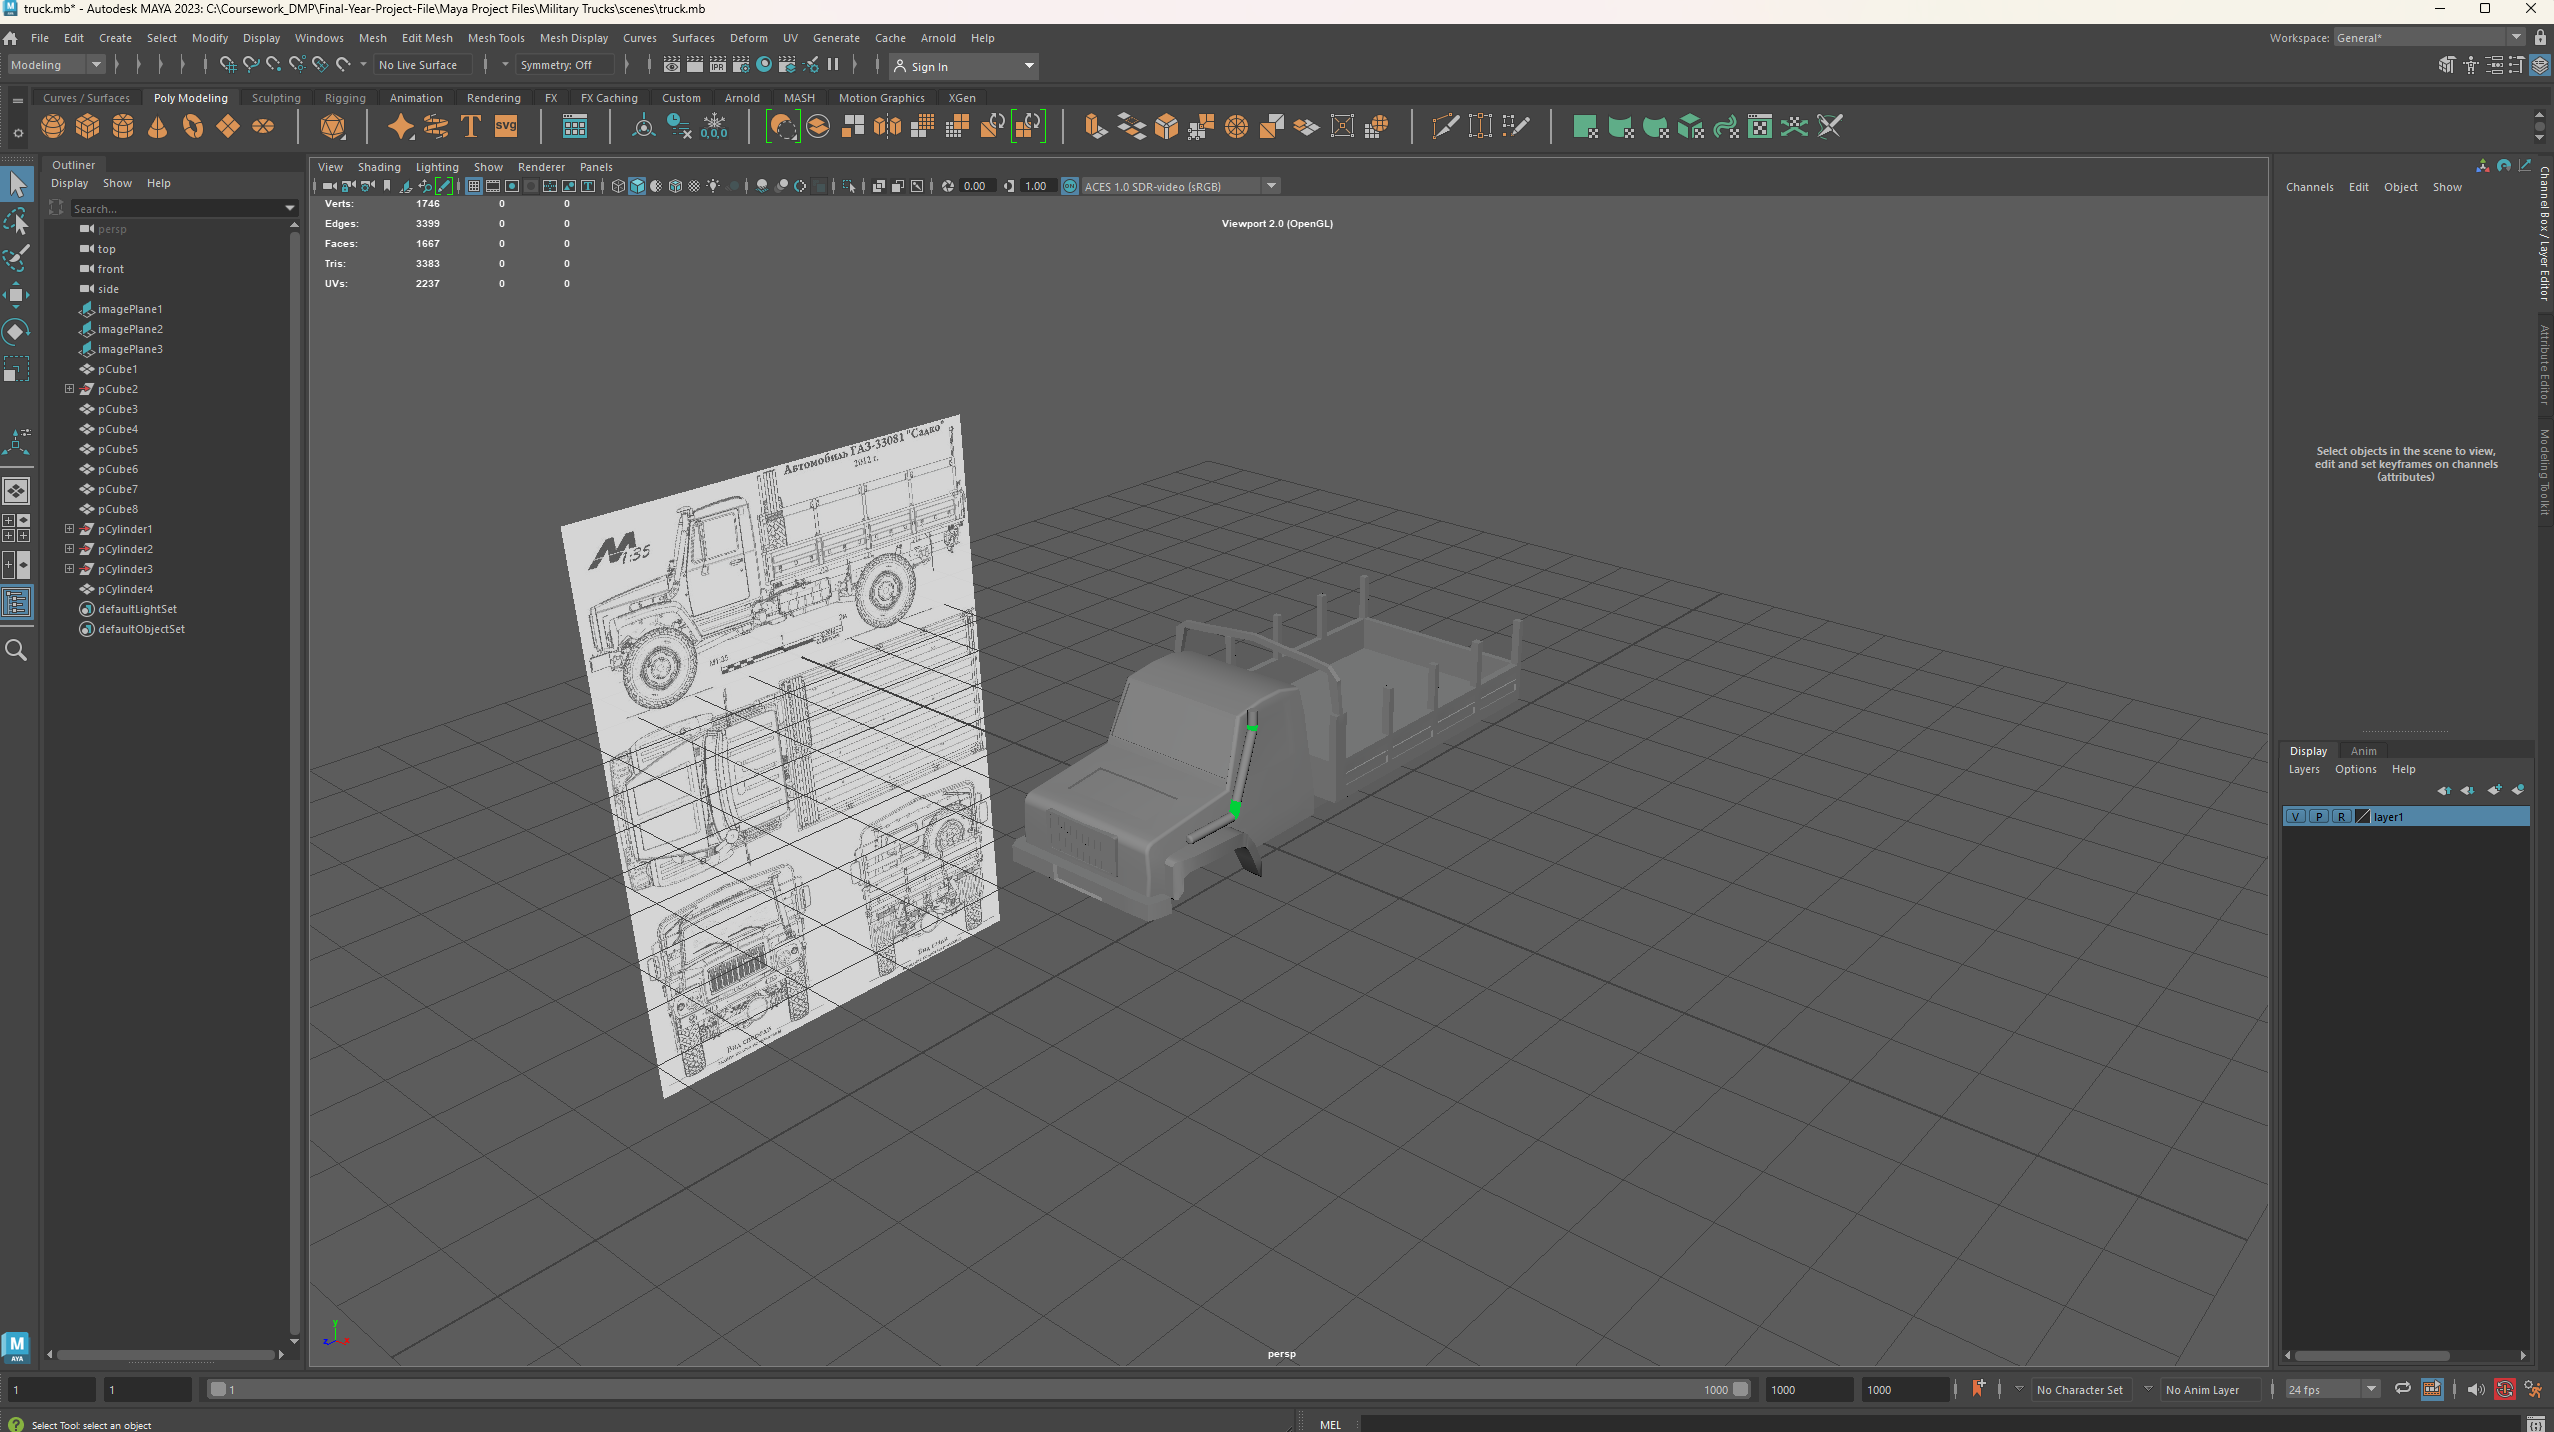 truck.mb* - Autodesk MAYA 2023: C:\Coursework_DMP\Final-Year-Project-File\Maya Project Files\Military Trucks\scenes\truck.mb
File Edit Create Select Modify Display Windows Mesh Edit Mesh Mesh Tools Mesh Display Curves Surfaces Deform UV Generate Cache Arnold Help
Workspace: General*
Modeling No Live Surface Symmetry: Off IPR Sign In
Curves / Surfaces Poly Modeling Sculpting Rigging Animation Rendering FX FX Caching Custom Arnold MASH Motion Graphics XGen
T svg 0,0,0
Outliner
Display Show Help
Search...
persp
top
front
side
imagePlane1
imagePlane2
imagePlane3
pCube1
pCube2
pCube3
pCube4
pCube5
pCube6
pCube7
pCube8
pCylinder1
pCylinder2
pCylinder3
pCylinder4
defaultLightSet
defaultObjectSet
View Shading Lighting Show Renderer Panels
0.00 1.00 ON ACES 1.0 SDR-video (sRGB)
Verts: 1746 0 0
Edges: 3399 0 0
Faces: 1667 0 0
Tris: 3383 0 0
UVs: 2237 0 0
Viewport 2.0 (OpenGL)
Автомобиль ГАЗ-33081 "Садко"
2012 г.
М 1:35
persp
y
z x
Channels Edit Object Show
Select objects in the scene to view,
edit and set keyframes on channels
(attributes)
Channel Box / Layer Editor
Attribute Editor
Modeling Toolkit
Display Anim
Layers Options Help
V P R layer1
M
AYA
1 1 1 1000 1000 1000 No Character Set No Anim Layer 24 fps
Select Tool: select an object
MEL